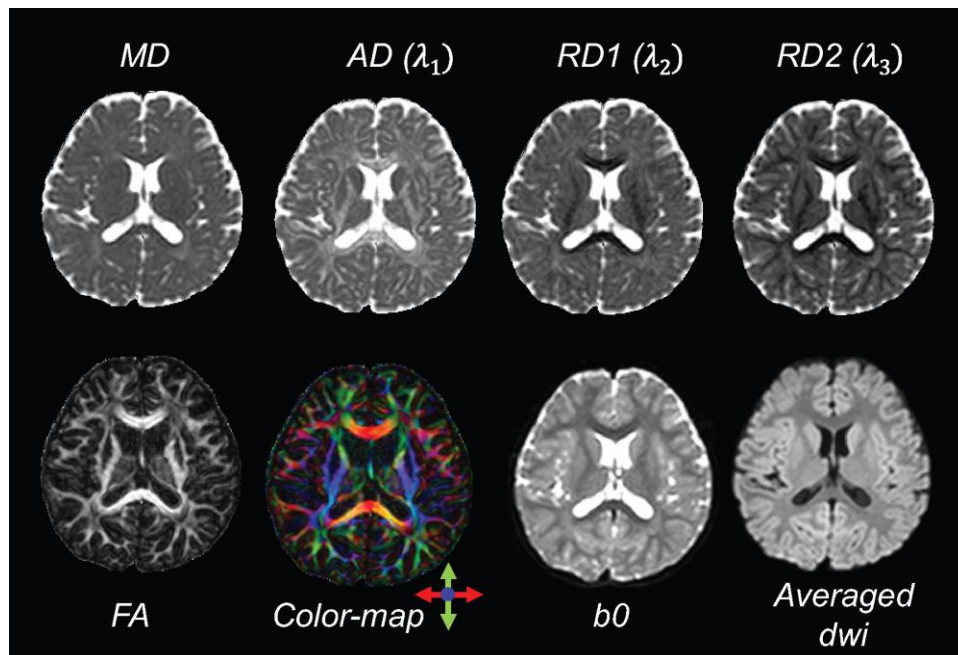 MD AD (λ₁) RD1 (λ₂) RD2 (λ₃)
FA Color-map b0 Averaged
dwi